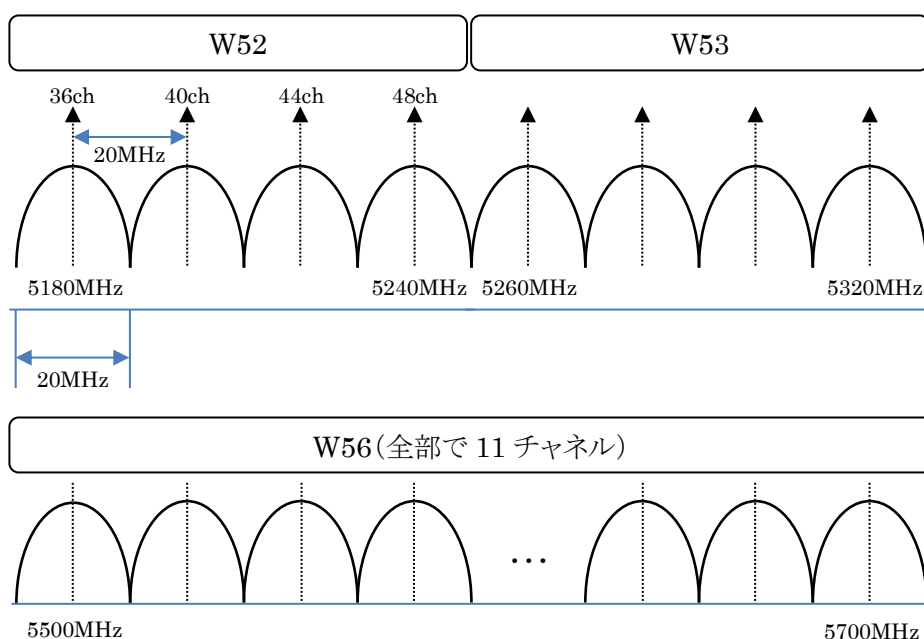 W52 W53
36ch 40ch 44ch 48ch
20MHz
5180MHz 5240MHz 5260MHz 5320MHz
20MHz
W56(全部で 11 チャネル)
…
5500MHz 5700MHz